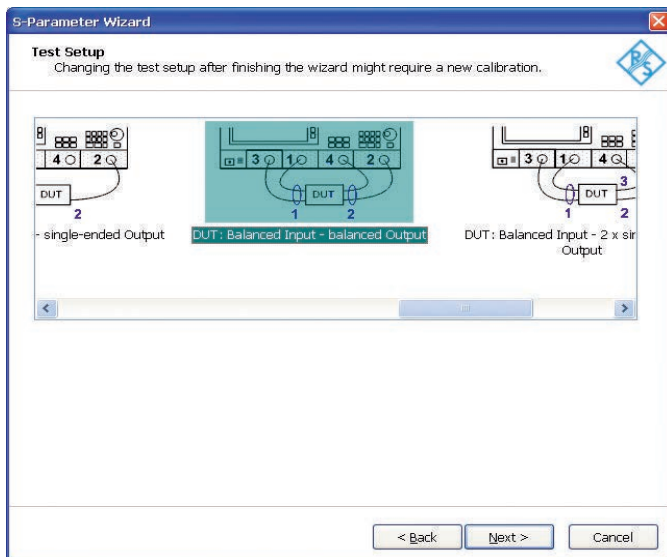 S-Parameter Wizard
Test Setup
Changing the test setup after finishing the wizard might require a new calibration.
R/S
4 2
DUT
2
- single-ended Output
3 1 4 2
DUT
1 2
DUT: Balanced Input - balanced Output
3 1 4
DUT
3
1 2
DUT: Balanced Input - 2 x sin
Output
< Back
Next >
Cancel